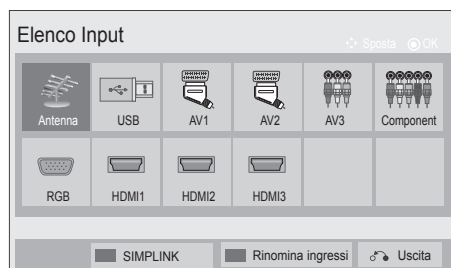 Elenco Input
Sposta OK
Antenna USB AV1 AV2 AV3 Component
RGB HDMI1 HDMI2 HDMI3
SIMPLINK Rinomina ingressi Uscita